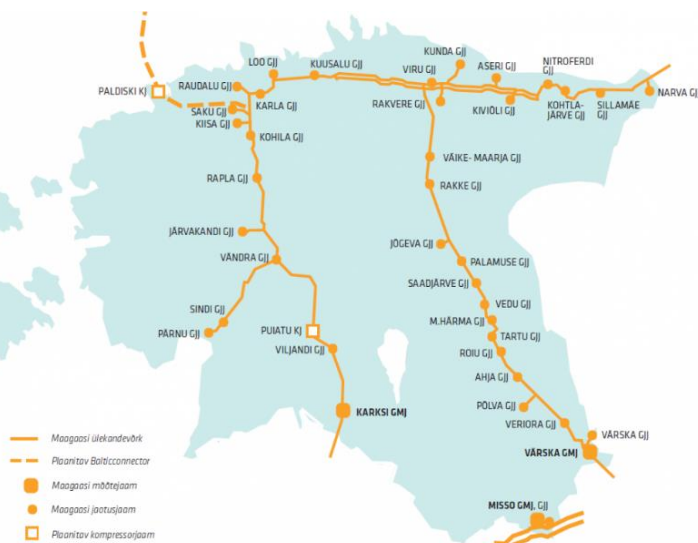 KUNDA GJJ
LOO GJJ
KUUSALU GJJ
VIRU GJJ
ASERI GJJ
NITROFERDI
GJJ
PALDISKI KJ
RAUDALU GJJ
KARLA GJJ
RAKVERE GJJ
KIVIÕLI GJJ
KOHTLA-
JÄRVE GJJ
SILLAMÄE
GJJ
NARVA GJJ
SAKU GJJ
KIISA GJJ
KOHILA GJJ
VÄIKE- MAARJA GJJ
RAPLA GJJ
RAKKE GJJ
JÄRVAKANDI GJJ
JÕGEVA GJJ
VÄNDRA GJJ
PALAMUSE GJJ
SAADJÄRVE GJJ
SINDI GJJ
VEDU GJJ
PÄRNU GJJ
PUIATU KJ
M.HÄRMA GJJ
TARTU GJJ
VILJANDI GJJ
ROIU GJJ
AHJA GJJ
KARKSI GMJ
PÕLVA GJJ
VERIORA GJJ
VÄRSKA GJJ
VÄRSKA GMJ
Maagaasi ülekandevõrk
Plaanitav Balticconnector
Maagaasi mõõtejaam
Maagaasi jaotusjaam
Plaanitav kompressorjaam
MISSO GMJ, GJJ